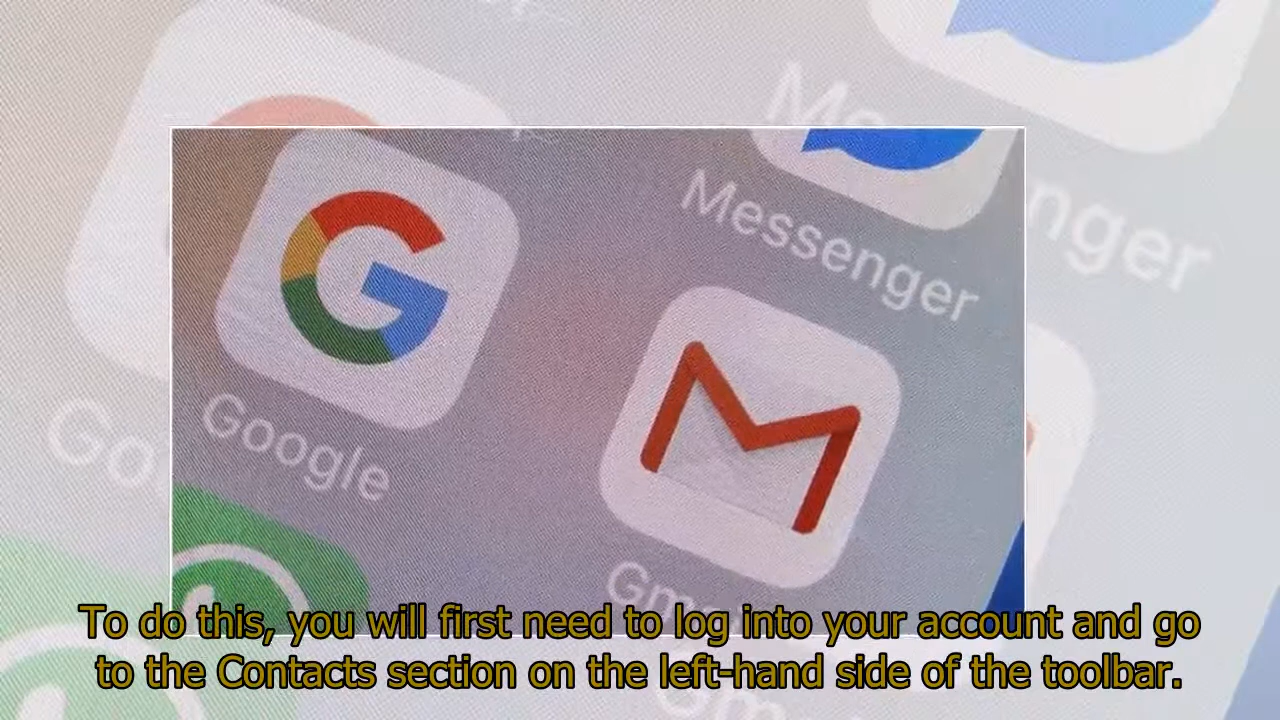 Messenger
Google
Gmail
To do this, you will first need to log into your account and go
to the Contacts section on the left-hand side of the toolbar.